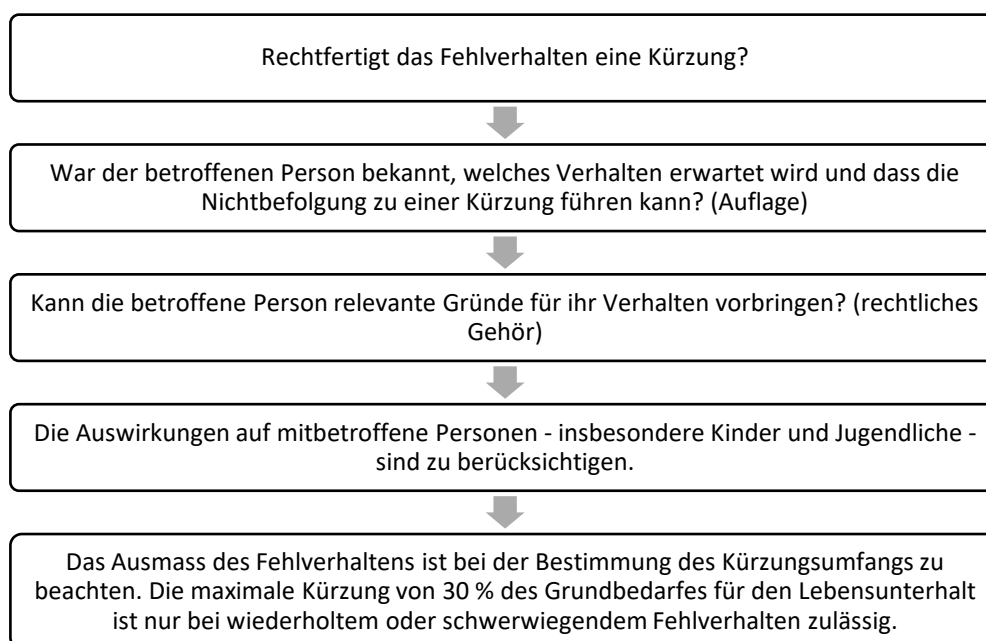 Rechtfertigt das Fehlverhalten eine Kürzung?
War der betroffenen Person bekannt, welches Verhalten erwartet wird und dass die
Nichtbefolgung zu einer Kürzung führen kann? (Auflage)
Kann die betroffene Person relevante Gründe für ihr Verhalten vorbringen? (rechtliches
Gehör)
Die Auswirkungen auf mitbetroffene Personen - insbesondere Kinder und Jugendliche -
sind zu berücksichtigen.
Das Ausmass des Fehlverhaltens ist bei der Bestimmung des Kürzungsumfangs zu
beachten. Die maximale Kürzung von 30 % des Grundbedarfes für den Lebensunterhalt
ist nur bei wiederholtem oder schwerwiegendem Fehlverhalten zulässig.